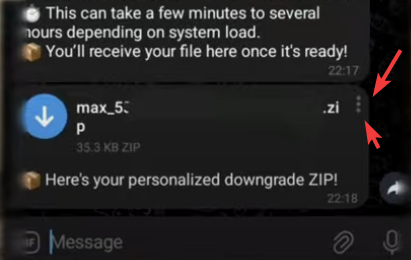 This can take a few minutes to several
hours depending on system load.
You'll receive your file here once it's ready!
22:17
max_5 .zi
p
35.3 KB ZIP
Here's your personalized downgrade ZIP!
22:18
Message